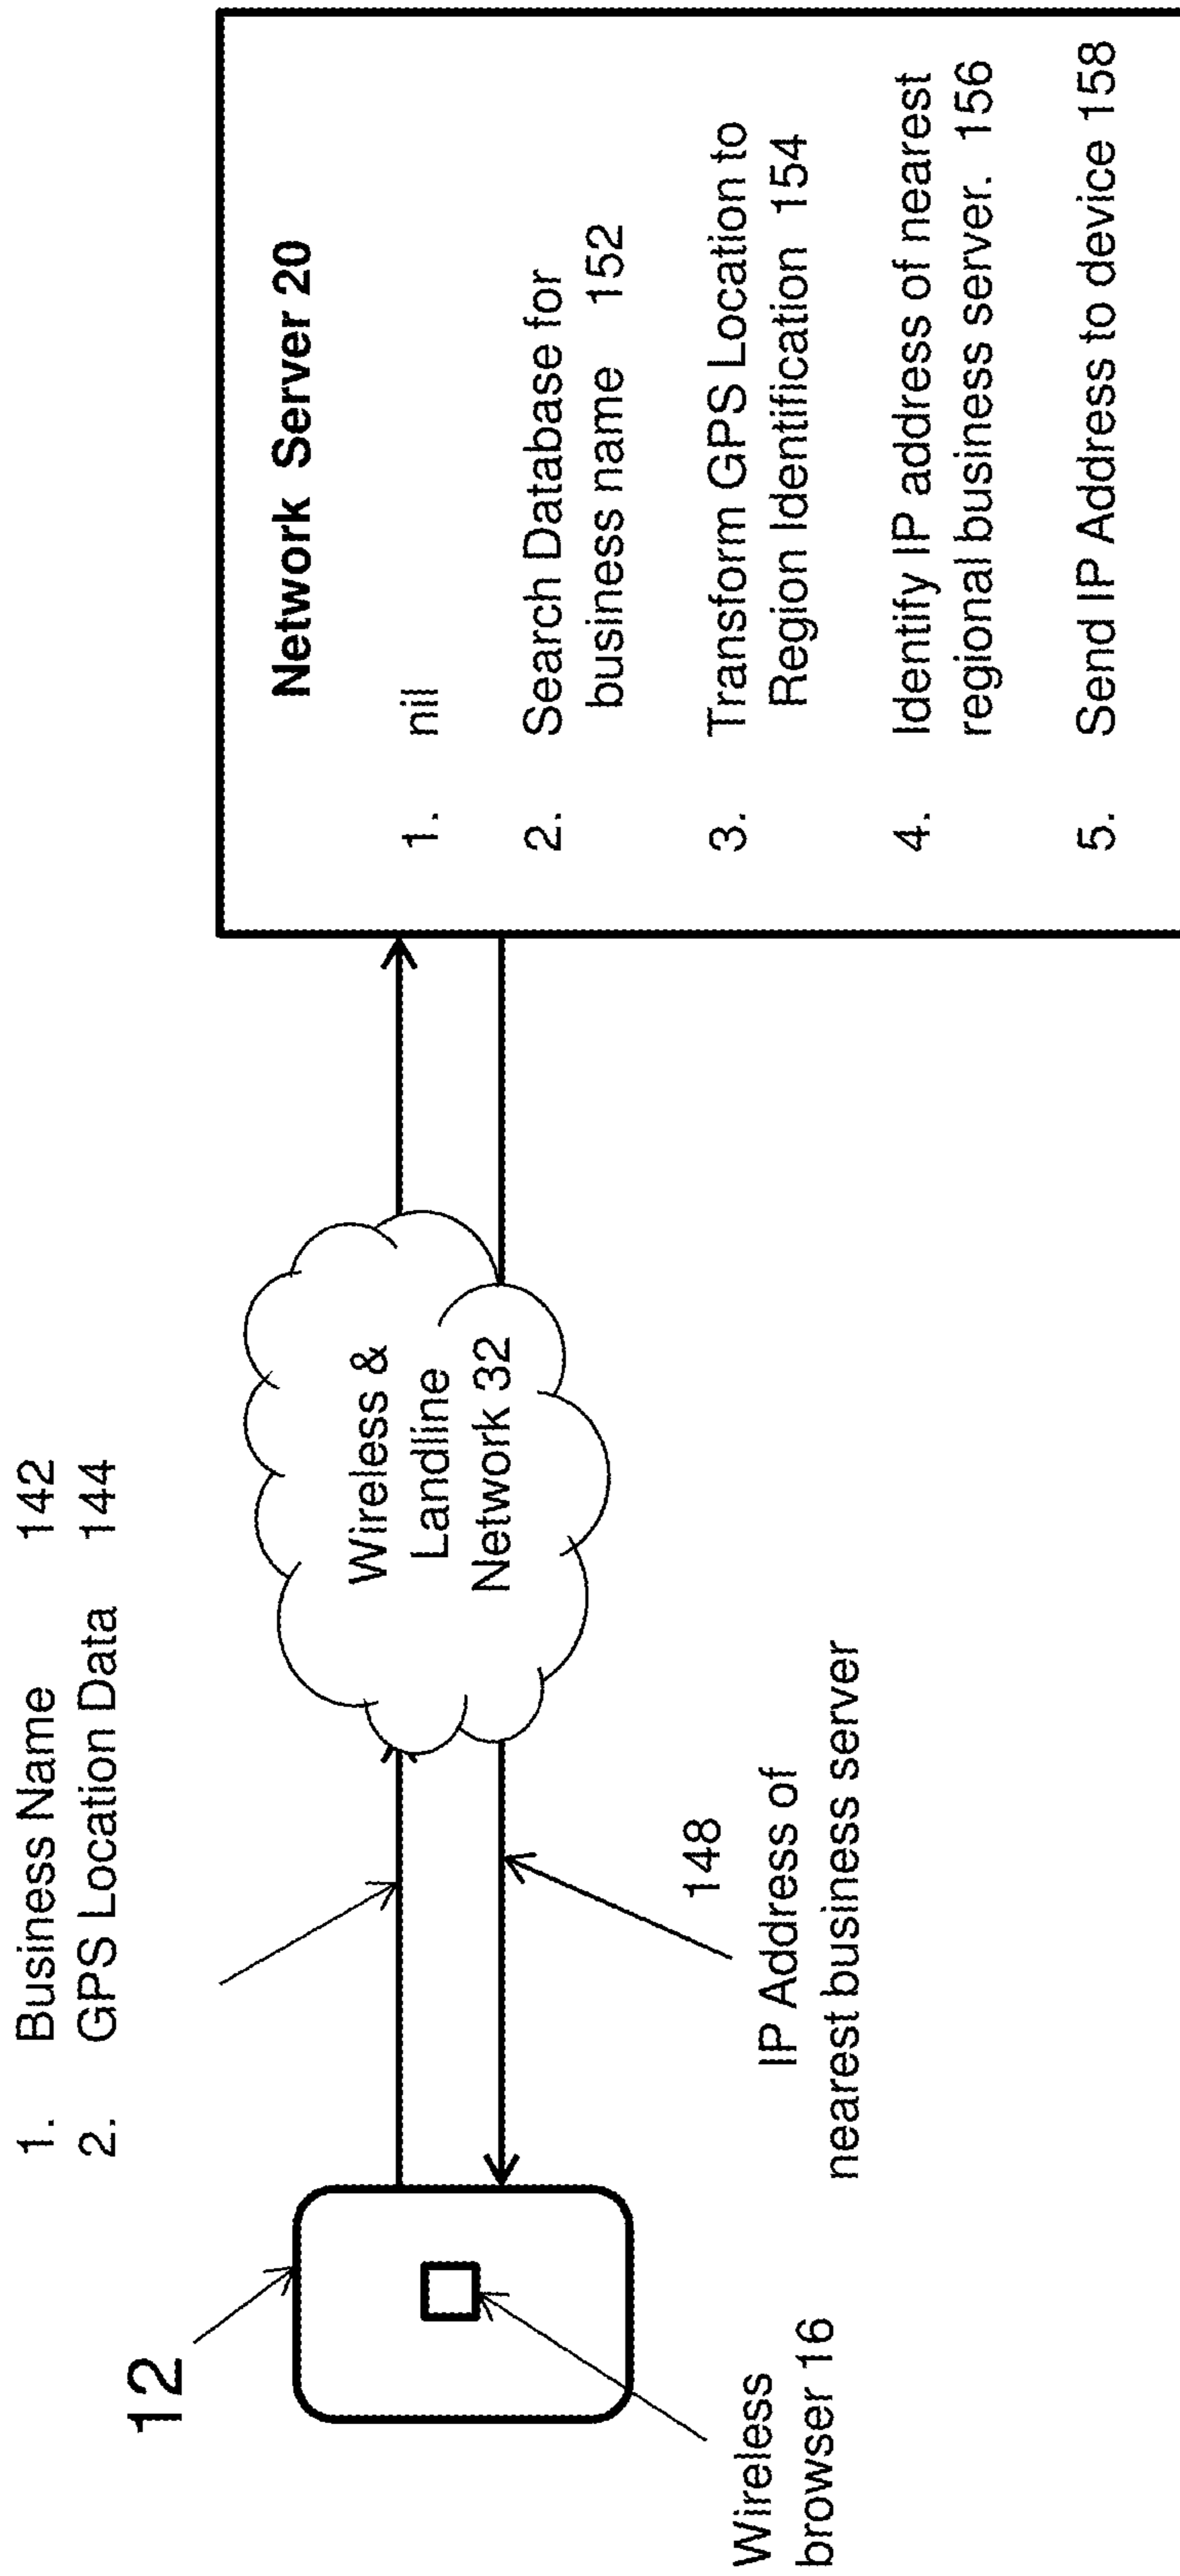 1. Business Name 142
2. GPS Location Data 144
12
Wireless
browser 16
Wireless &
Landline
Network 32
148
IP Address of
nearest business server
Network Server 20
1. nil
2. Search Database for
business name 152
3. Transform GPS Location to
Region Identification 154
4. Identify IP address of nearest
regional business server. 156
5. Send IP Address to device 158